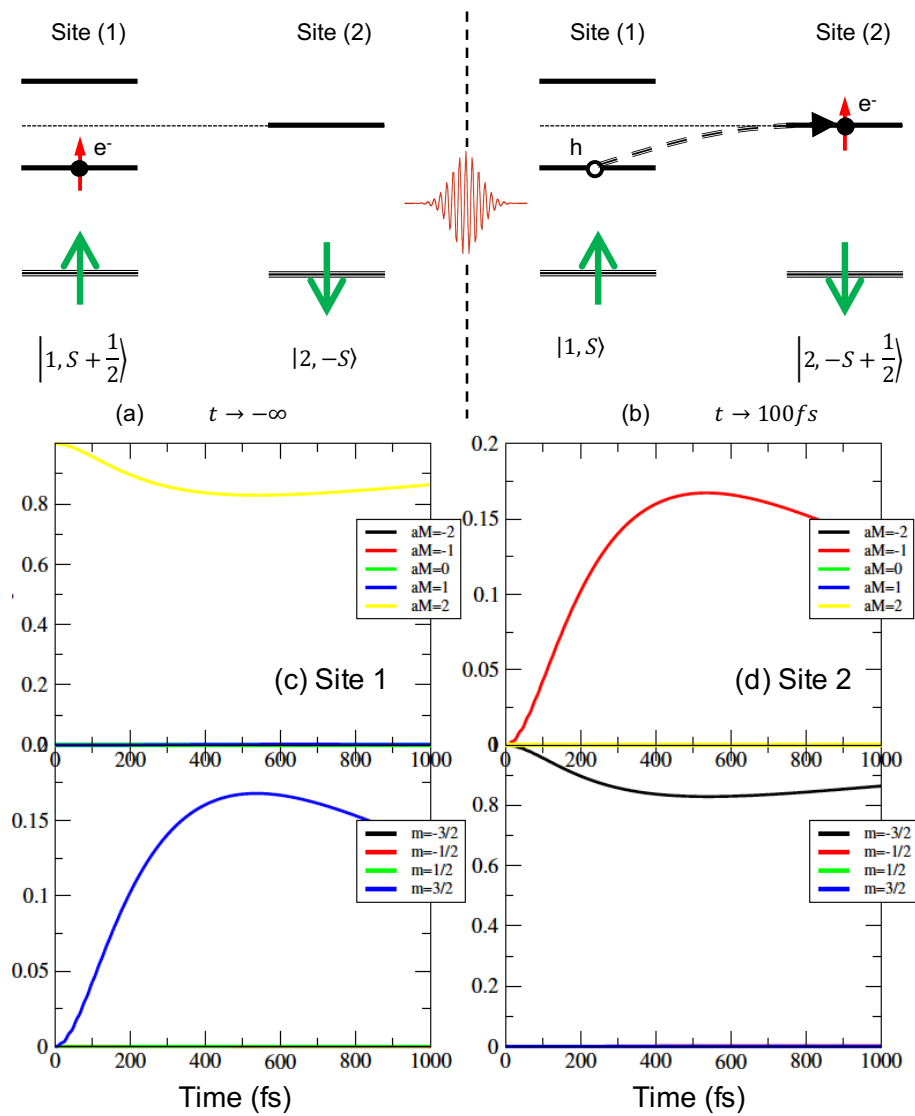 Site (1) Site (2) Site (1) Site (2)
e-
e-
h
|1, S + 1/2⟩ |2, −S⟩ |1, S⟩ |2, −S + 1/2⟩
(a) t → −∞ (b) t → 100fs
1
0.8
0.6
0.4
0.2
0.0
aM=-2
aM=-1
aM=0
aM=1
aM=2
(c) Site 1
0 200 400 600 800 1000
0.2
0.15
0.1
0.05
0
aM=-2
aM=-1
aM=0
aM=1
aM=2
(d) Site 2
0 200 400 600 800 1000
0.15
0.1
0.05
0
m=-3/2
m=-1/2
m=1/2
m=3/2
0 200 400 600 800 1000
Time (fs)
0.8
0.6
0.4
0.2
0
m=-3/2
m=-1/2
m=1/2
m=3/2
0 200 400 600 800 1000
Time (fs)